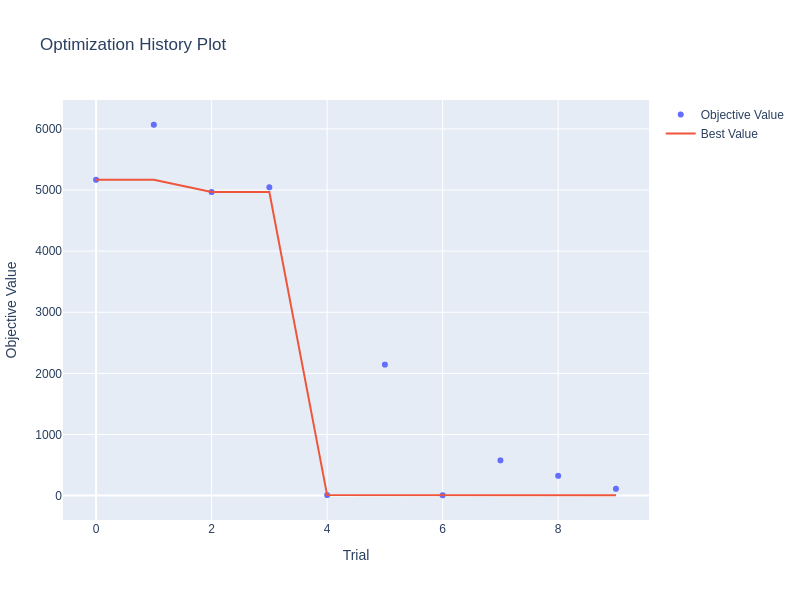 Optimization History Plot
Objective Value
Best Value
6000
5000
4000
3000
2000
1000
0
Objective Value
0 2 4 6 8
Trial